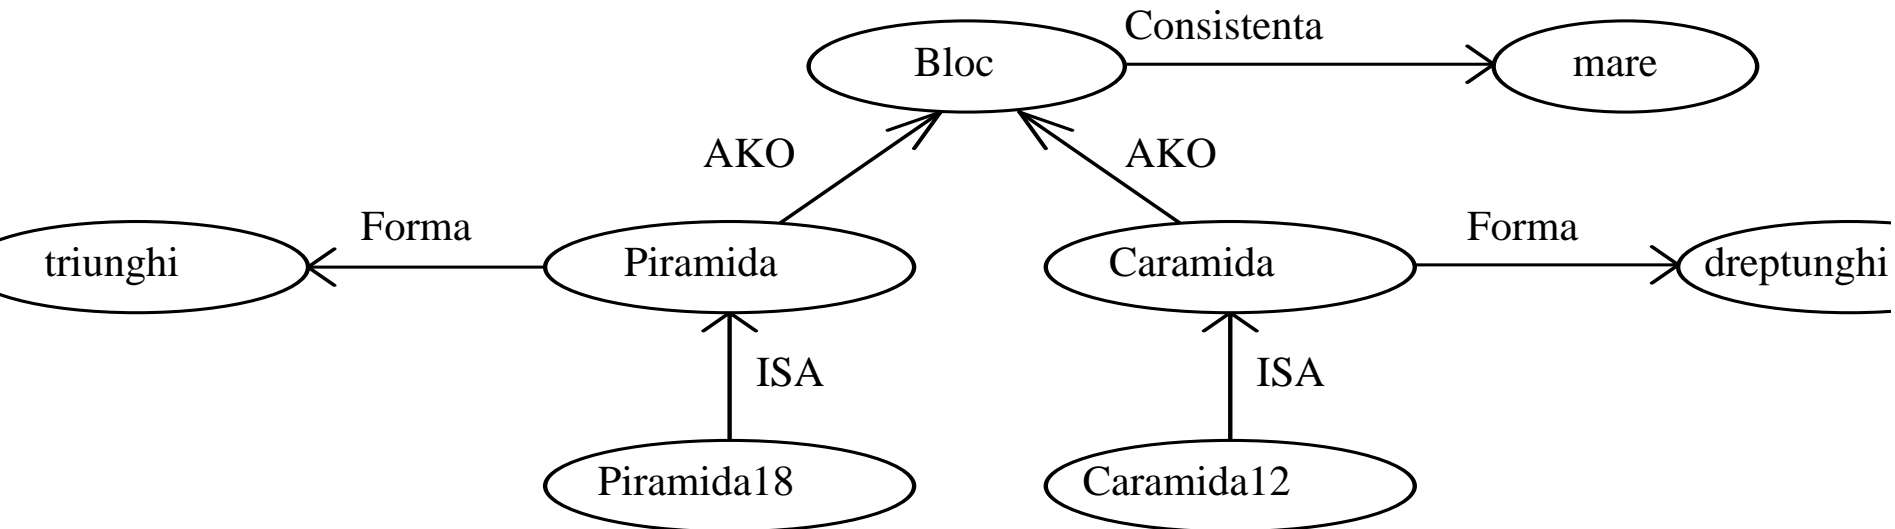 Consistenta
Bloc
mare
AKO
AKO
Forma
Forma
triunghi
Piramida
Caramida
dreptunghi
ISA
ISA
Piramida18
Caramida12